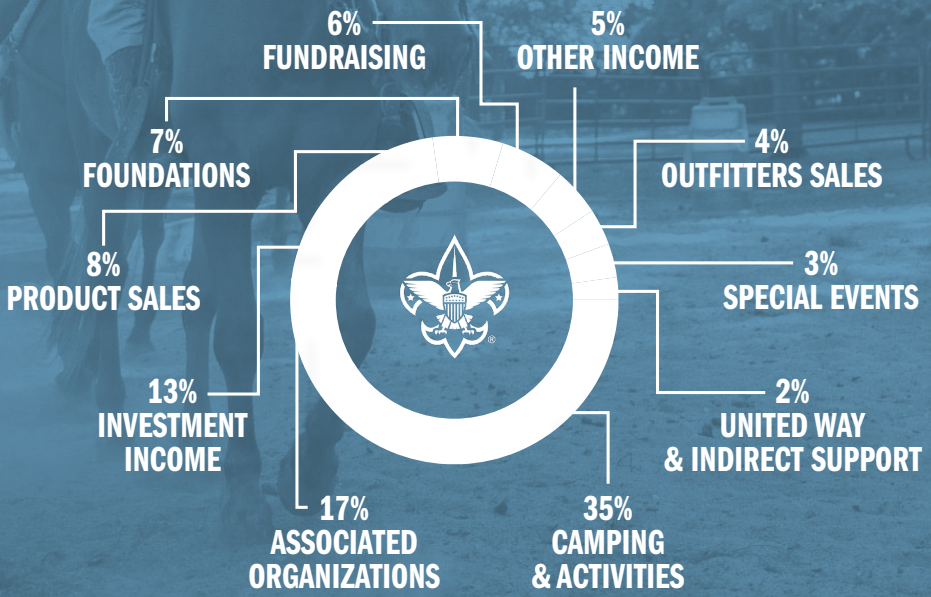 6%
FUNDRAISING
5%
OTHER INCOME
7%
FOUNDATIONS
4%
OUTFITTERS SALES
8%
PRODUCT SALES
3%
SPECIAL EVENTS
13%
INVESTMENT
INCOME
2%
UNITED WAY
& INDIRECT SUPPORT
17%
ASSOCIATED
ORGANIZATIONS
35%
CAMPING
& ACTIVITIES
®